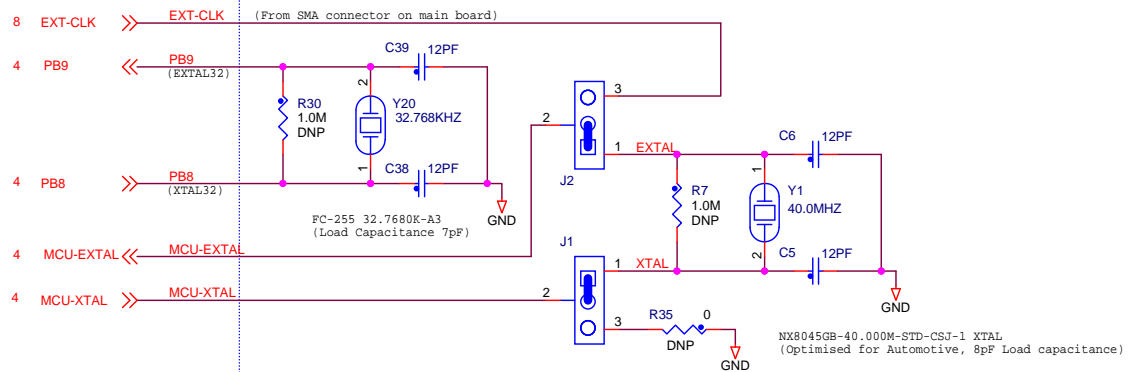 8 EXT-CLK EXT-CLK (From SMA connector on main board)
4 PB9 PB9
(EXTAL32)
C39 12PF
2
R30
1.0M
DNP
Y20
32.768KHZ
1
C38 12PF
4 PB8 PB8
(XTAL32)
GND
FC-255 32.7680K-A3
(Load Capacitance 7pF)
3
2
1
J2
EXTAL
C6 12PF
R7
1.0M
DNP
1
Y1
40.0MHZ
2
C5 12PF
GND
4 MCU-EXTAL MCU-EXTAL
J1
1
XTAL
4 MCU-XTAL MCU-XTAL
2
3
R35 0
DNP
GND
NX8045GB-40.000M-STD-CSJ-1 XTAL
(Optimised for Automotive, 8pF Load capacitance)